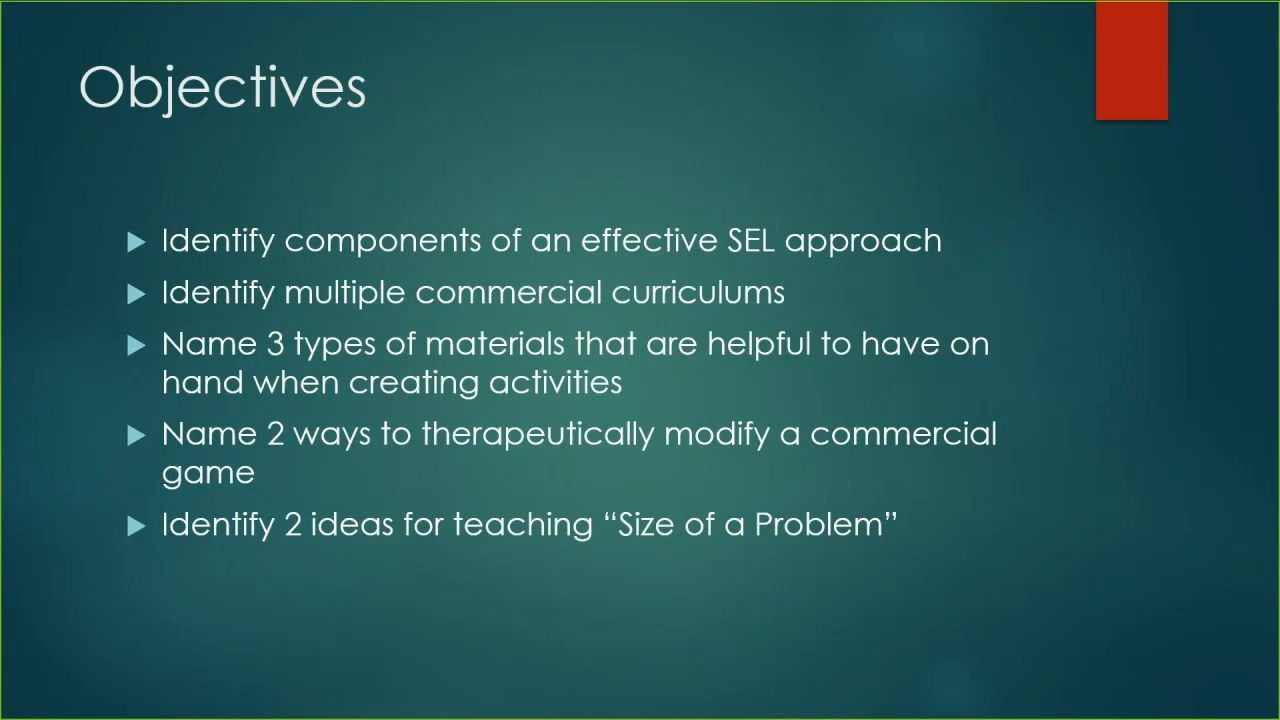 Objectives
Identify components of an effective SEL approach
Identify multiple commercial curriculums
Name 3 types of materials that are helpful to have on
hand when creating activities
Name 2 ways to therapeutically modify a commercial
game
Identify 2 ideas for teaching “Size of a Problem”